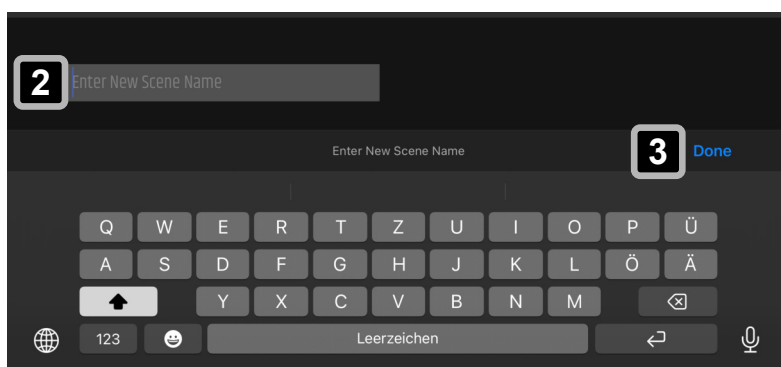 2 Enter New Scene Name
Enter New Scene Name 3 Done
Q W E R T Z U I O P Ü
A S D F G H J K L Ö Ä
Y X C V B N M
123 Leerzeichen